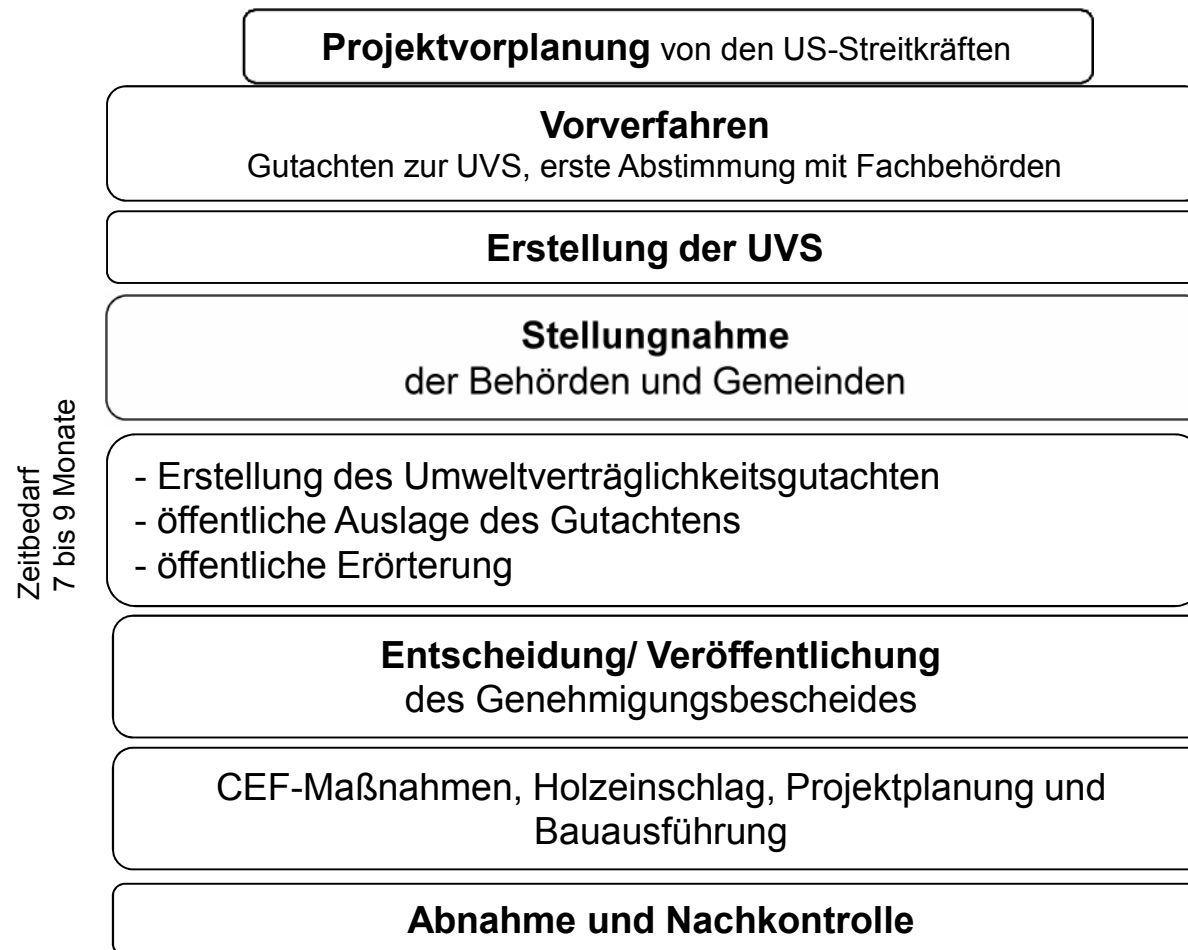 Projektvorplanung von den US-Streitkräften
Vorverfahren
Gutachten zur UVS, erste Abstimmung mit Fachbehörden
Erstellung der UVS
Stellungnahme
der Behörden und Gemeinden
Zeitbedarf
7 bis 9 Monate
- Erstellung des Umweltverträglichkeitsgutachten
- öffentliche Auslage des Gutachtens
- öffentliche Erörterung
Entscheidung/ Veröffentlichung
des Genehmigungsbescheides
CEF-Maßnahmen, Holzeinschlag, Projektplanung und
Bauausführung
Abnahme und Nachkontrolle